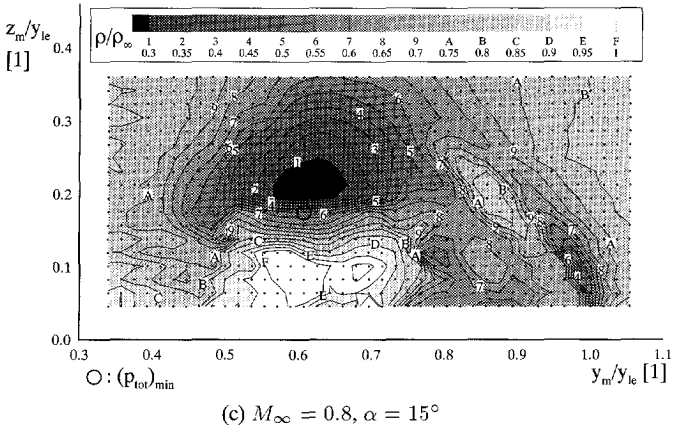 z_m/y_le
[1]
ρ/ρ_∞
1 2 3 4 5 6 7 8 9 A B C D E F
0.3 0.35 0.4 0.45 0.5 0.55 0.6 0.65 0.7 0.75 0.8 0.85 0.9 0.95 1
0.4
0.3
0.2
0.1
0.0
0.3 0.4 0.5 0.6 0.7 0.8 0.9 1.0 1.1
○ : (p_tot)_min
y_m/y_le [1]
(c) M_∞ = 0.8, α = 15°